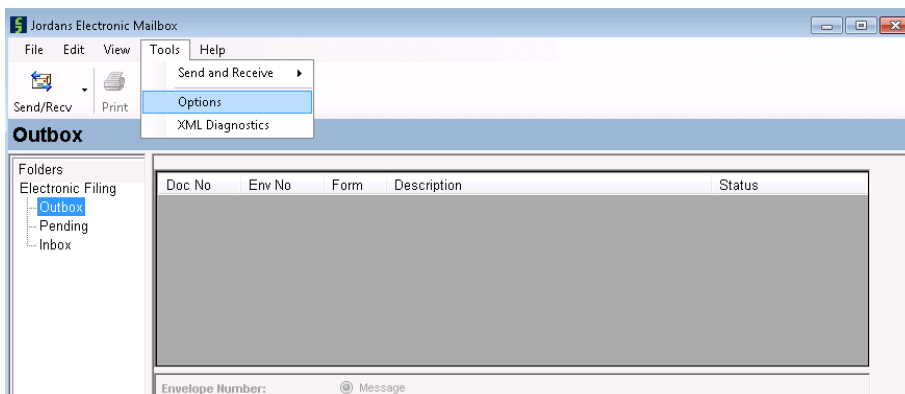 Jordans Electronic Mailbox
File Edit View Tools Help
Send and Receive
Send/Recv Print
Options
XML Diagnostics
Outbox
Folders
Electronic Filing
Outbox
Pending
Inbox
Doc No Env No Form Description Status
Envelope Number: Message